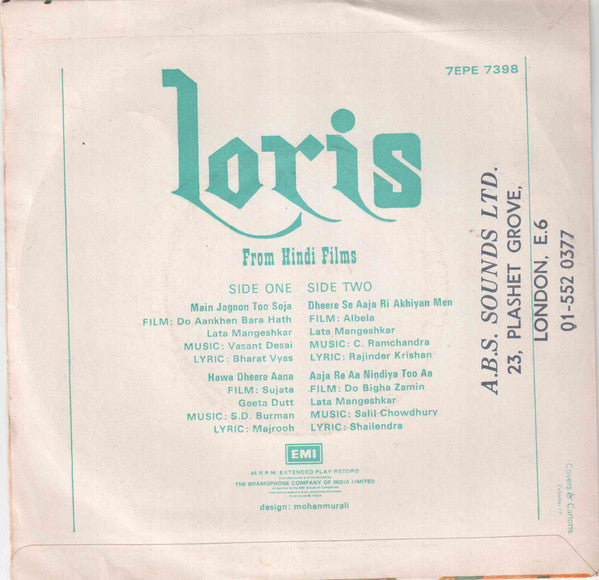 7EPE 7398
Loris
From Hindi Films
SIDE ONE
Main Jagoon Too Soja
FILM: Do Aankhen Bara Hath
Lata Mangeshkar
MUSIC: Vasant Desai
LYRIC: Bharat Vyas
Hawa Dheere Aana
FILM: Sujata
Geeta Dutt
MUSIC: S.D. Burman
LYRIC: Majrooh
SIDE TWO
Dheere Se Aaja Ri Akhiyan Men
FILM: Albela
Lata Mangeshkar
MUSIC: C. Ramchandra
LYRIC: Rajinder Krishan
Aaja Re Aa Nindiya Too Aa
FILM: Do Bigha Zamin
Lata Mangeshkar
MUSIC: Salil Chowdhury
LYRIC: Shailendra
EMI
45 R.P.M. EXTENDED PLAY RECORD
THE GRAMOPHONE COMPANY OF INDIA LIMITED
design: mohanmurali
A.B.S. SOUNDS LTD.
23, PLASHET GROVE,
LONDON, E.6
01-552 0377
Covers & Cartons